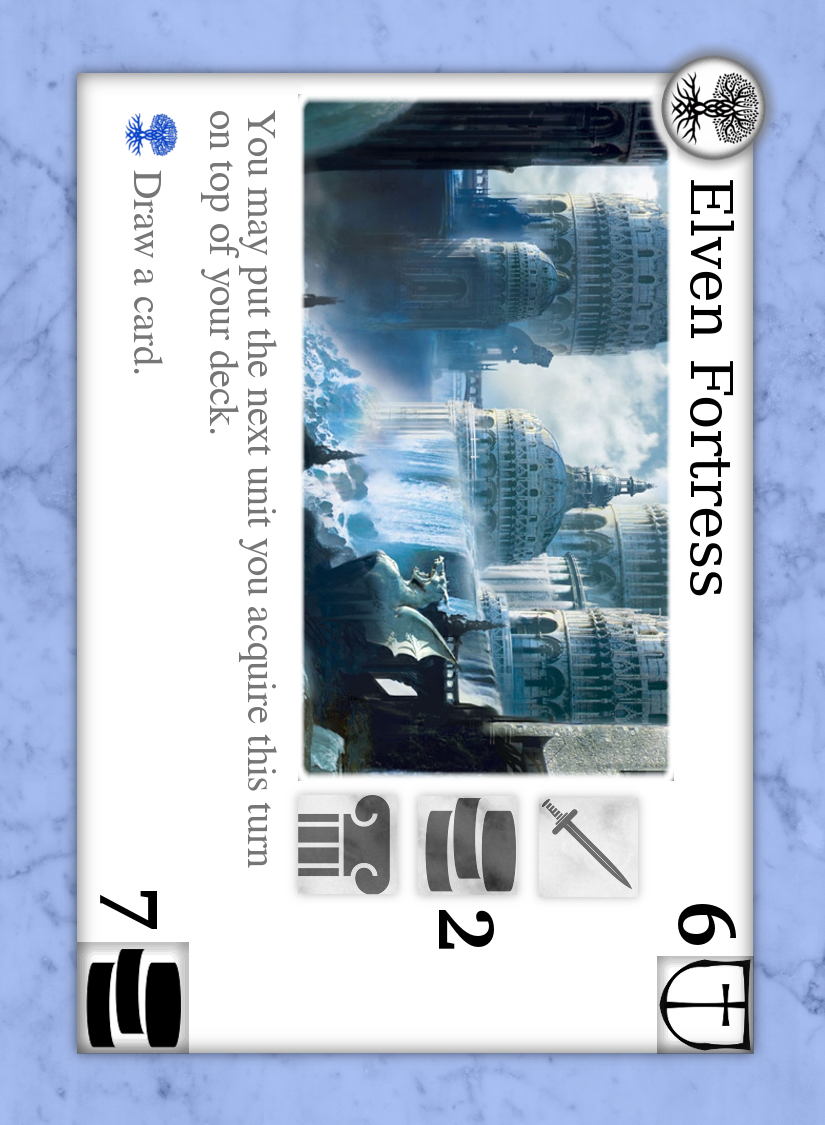 Elven Fortress
6
2
You may put the next unit you acquire this turn
on top of your deck.
Draw a card.
7